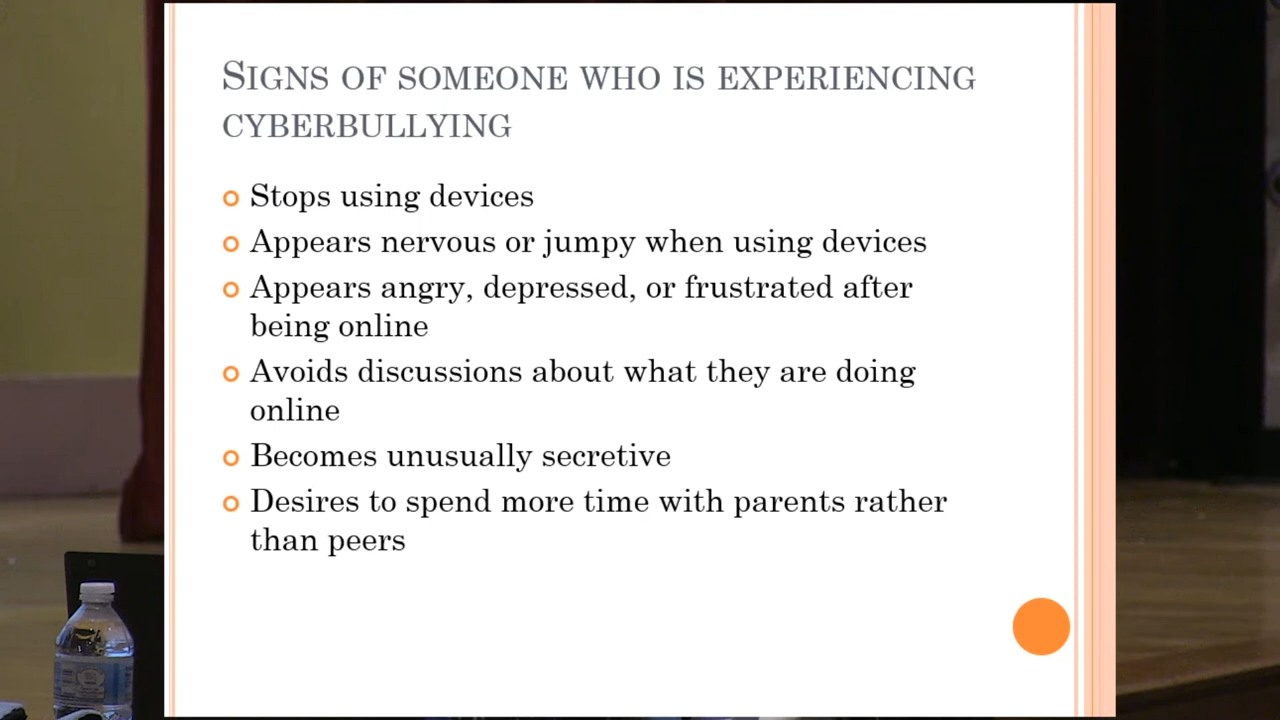 Signs of someone who is experiencing
cyberbullying
Stops using devices
Appears nervous or jumpy when using devices
Appears angry, depressed, or frustrated after
being online
Avoids discussions about what they are doing
online
Becomes unusually secretive
Desires to spend more time with parents rather
than peers